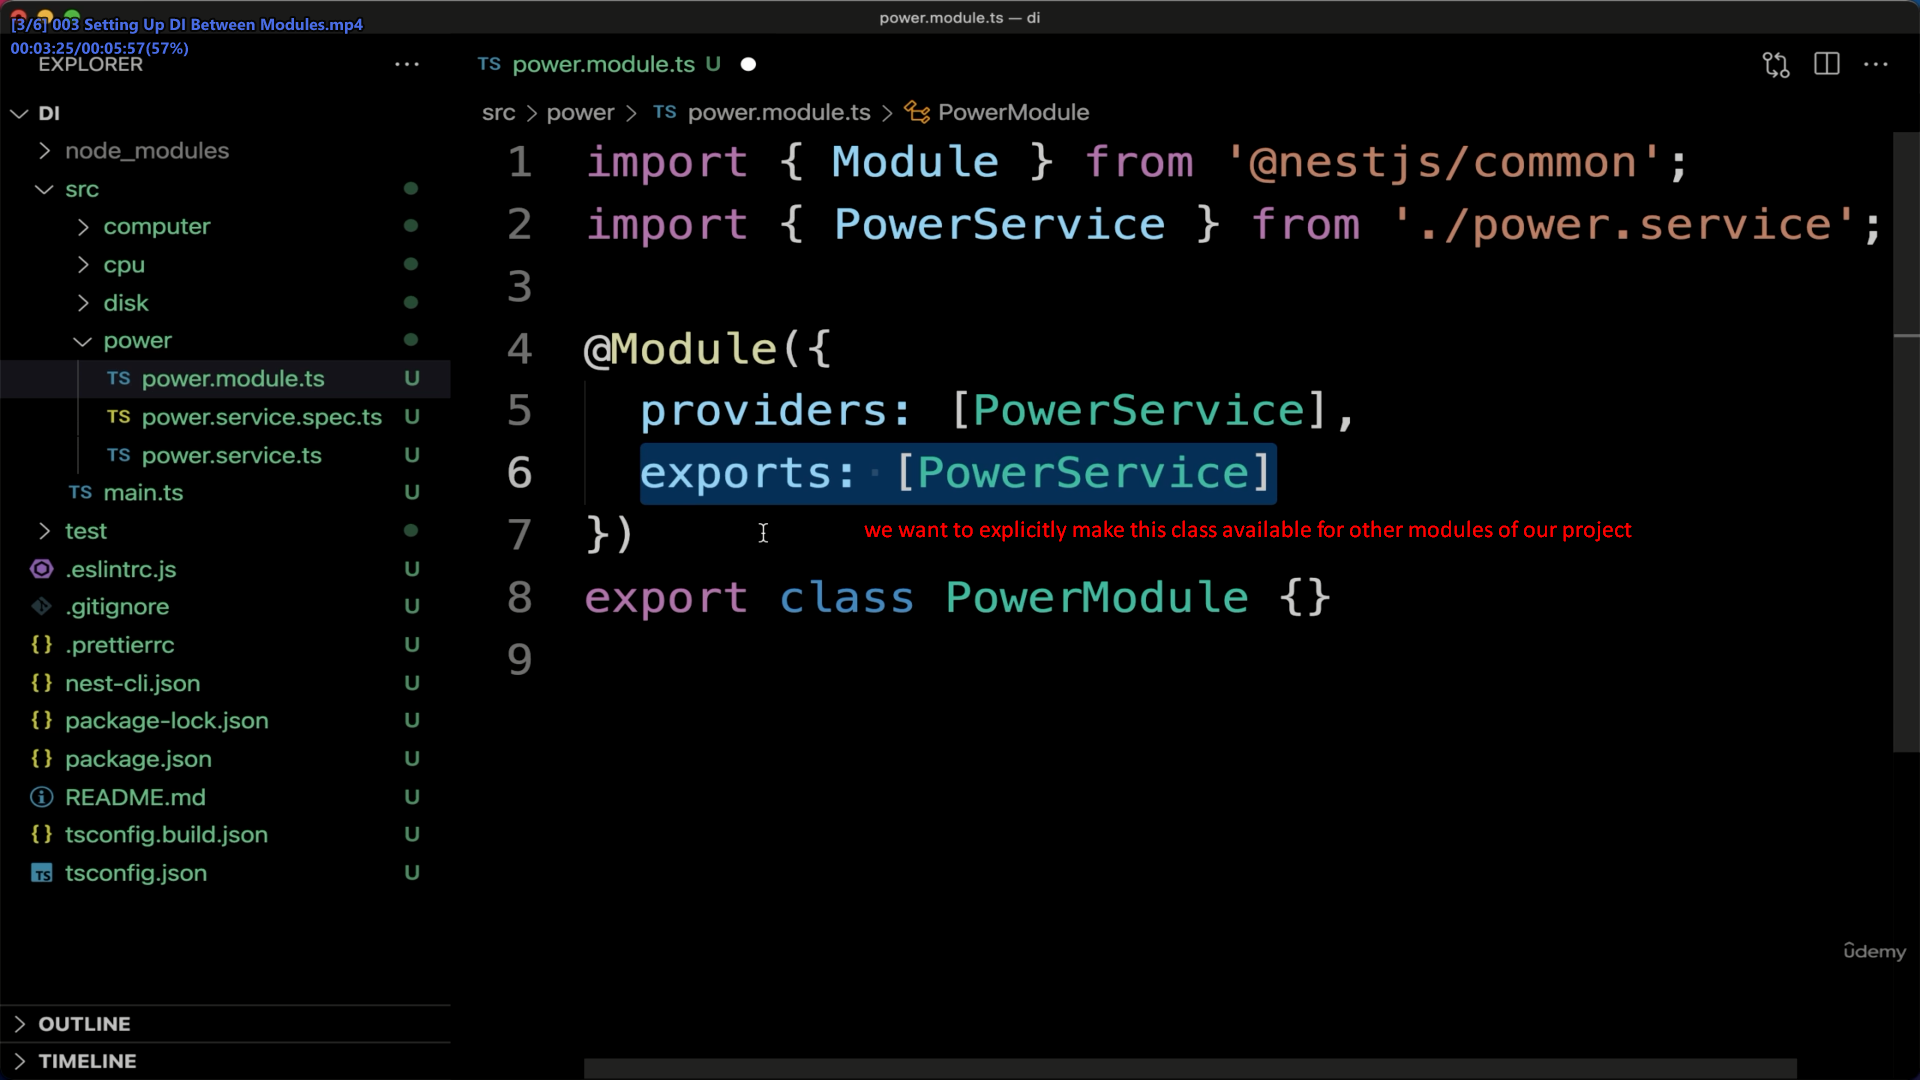 power.module.ts — di
[3/6] 003 Setting Up DI Between Modules.mp4
00:03:25/00:05:57(57%)
EXPLORER
DI
node_modules
src
computer
cpu
disk
power
TS power.module.ts U
TS power.service.spec.ts U
TS power.service.ts U
TS main.ts U
test
.eslintrc.js U
.gitignore U
{} .prettierrc U
{} nest-cli.json U
{} package-lock.json U
{} package.json U
README.md U
{} tsconfig.build.json U
TS tsconfig.json U
OUTLINE
TIMELINE
TS power.module.ts U
src > power > TS power.module.ts > PowerModule
1 import { Module } from '@nestjs/common';
2 import { PowerService } from './power.service';
3
4 @Module({
5 providers: [PowerService],
6 exports: [PowerService]
7 })
we want to explicitly make this class available for other modules of our project
8 export class PowerModule {}
9
ûdemy